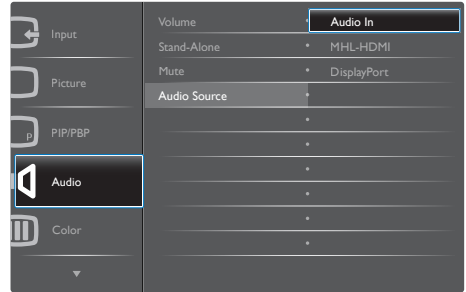 Input
Picture
P
PIP/PBP
Audio
Color
Volume
Stand-Alone
Mute
Audio Source
Audio In
MHL-HDMI
DisplayPort